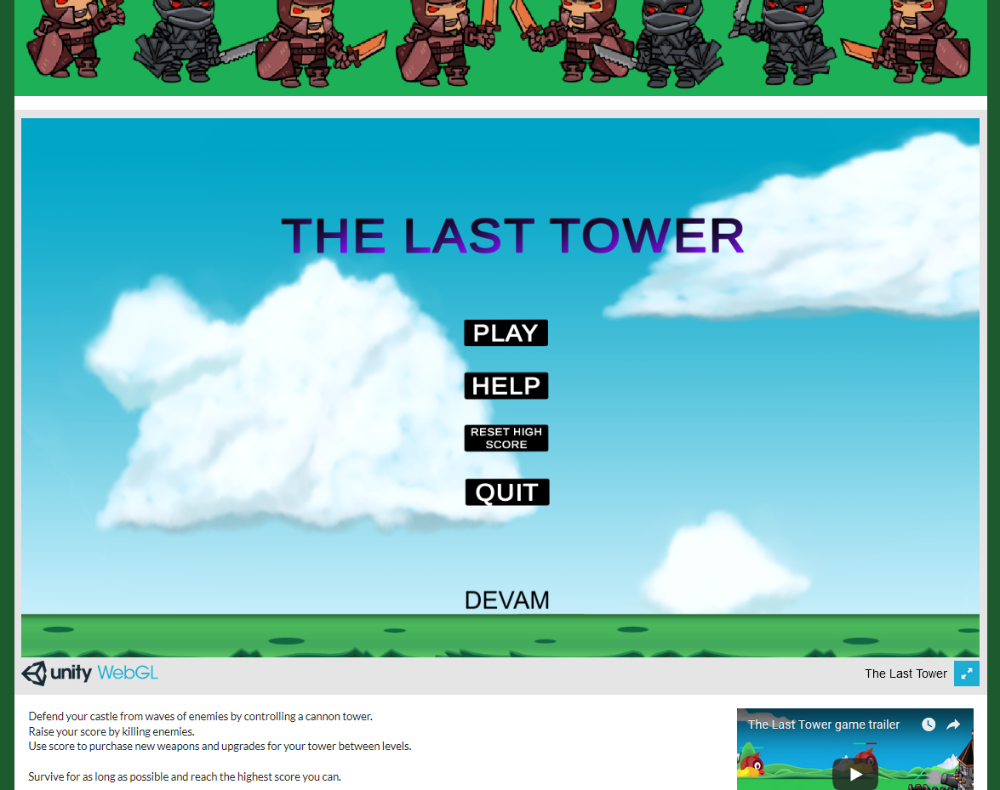 THE LAST TOWER
PLAY
HELP
RESET HIGH
SCORE
QUIT
DEVAM
unity WebGL
The Last Tower
Defend your castle from waves of enemies by controlling a cannon tower.
Raise your score by killing enemies.
Use score to purchase new weapons and upgrades for your tower between levels.
Survive for as long as possible and reach the highest score you can.
The Last Tower game trailer